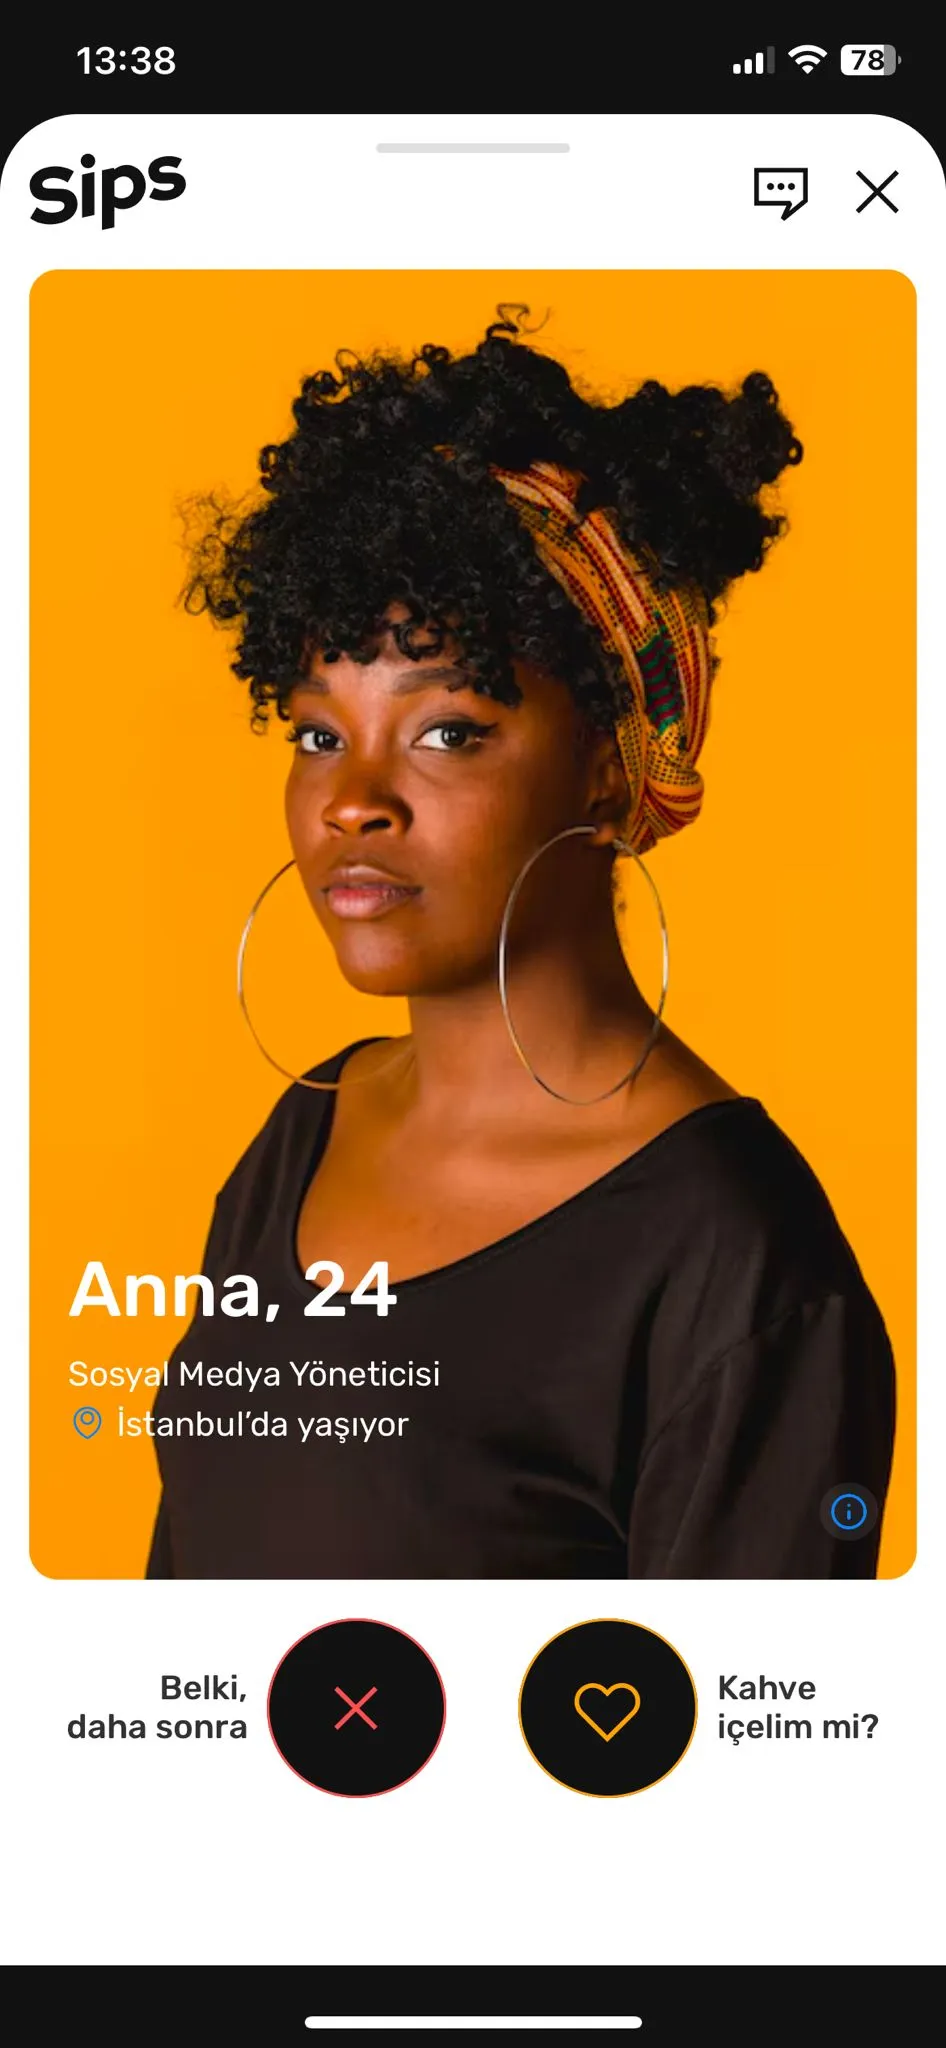 13:38
78
Sips
Anna, 24
Sosyal Medya Yöneticisi
İstanbul’da yaşıyor
Belki,
daha sonra
Kahve
içelim mi?